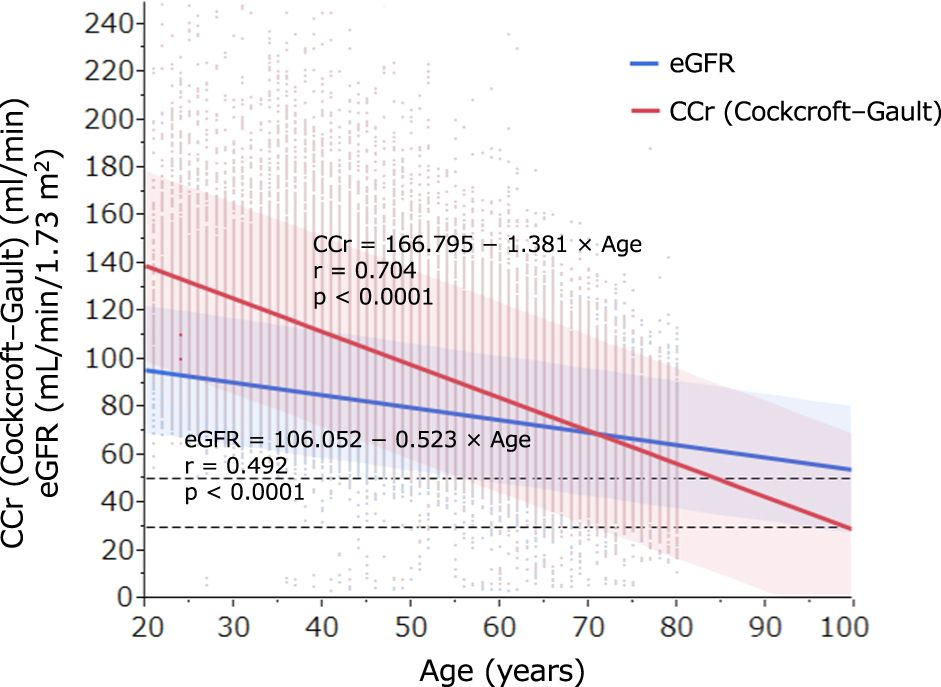 CCr (Cockcroft–Gault) (ml/min)
eGFR (mL/min/1.73 m²)
240
220
200
180
160
140
120
100
80
60
40
20
0
eGFR
CCr (Cockcroft–Gault)
CCr = 166.795 − 1.381 × Age
r = 0.704
p < 0.0001
eGFR = 106.052 − 0.523 × Age
r = 0.492
p < 0.0001
20 30 40 50 60 70 80 90 100
Age (years)